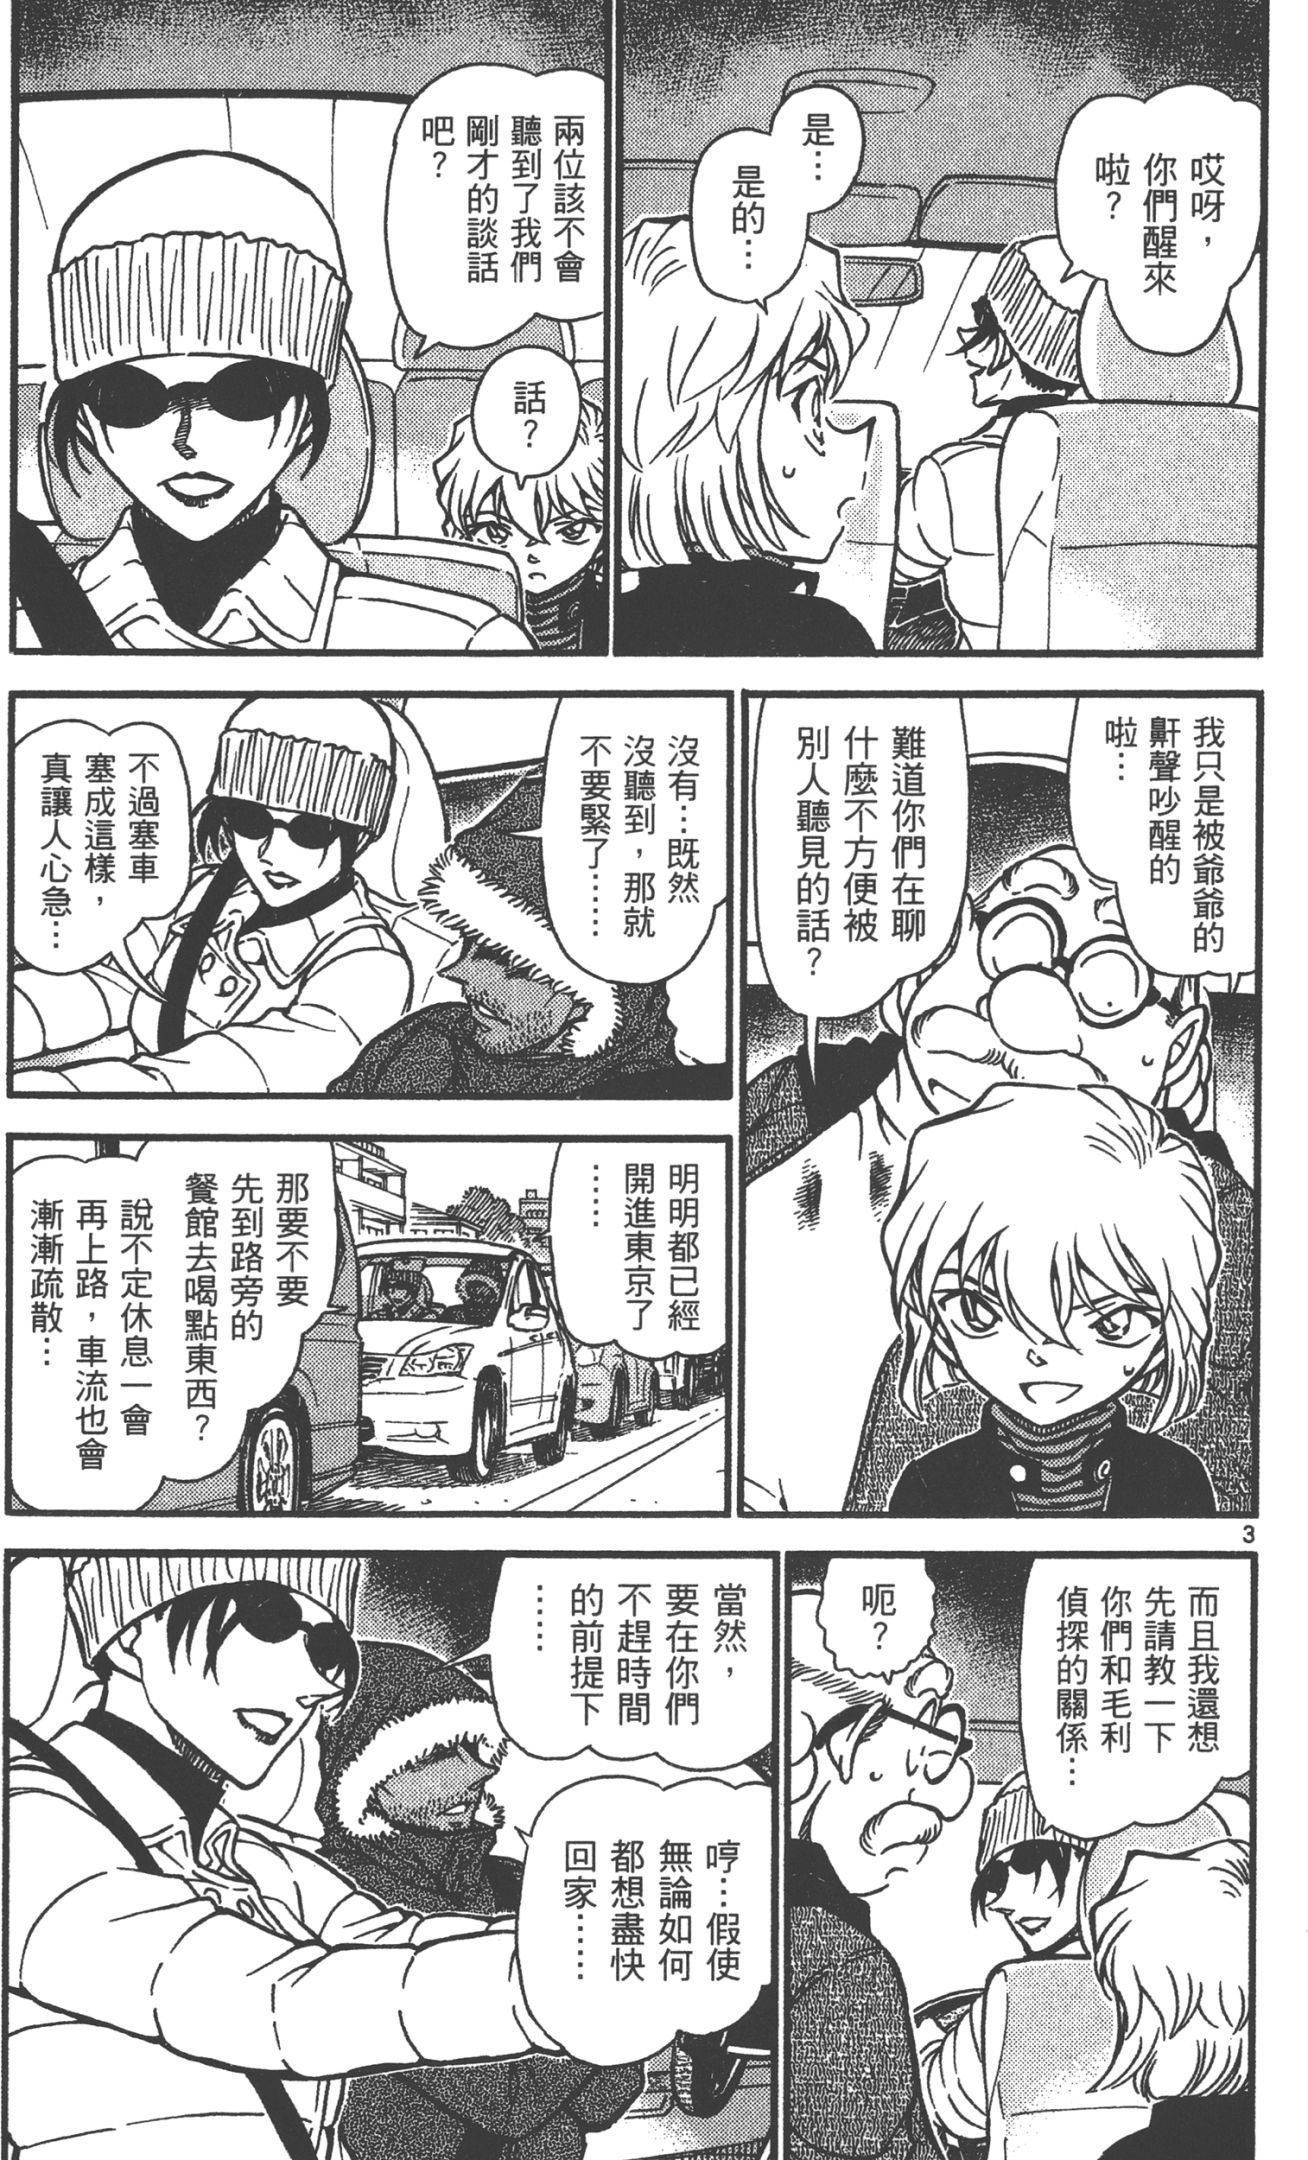 哎呀，
你們醒來
啦？
是…
是的…
兩位該不會
聽到了我們
剛才的談話
吧？
話？
我只是被爺爺的
鼾聲吵醒的
啦…
難道你們在聊
什麼不方便被
別人聽見的話？
沒有…既然
沒聽到，那就
不要緊了……
不過塞車
塞成這樣，
真讓人心急…
明明都已經
開進東京了
……
那要不要
先到路旁的
餐館去喝點東西？
說不定休息一會
再上路，車流也會
漸漸疏散…
3
而且我還想
先請教一下
你們和毛利
偵探的關係…
呃？
當然，
要在你們
不趕時間
的前提下
……
哼…假使
無論如何
都想盡快
回家……